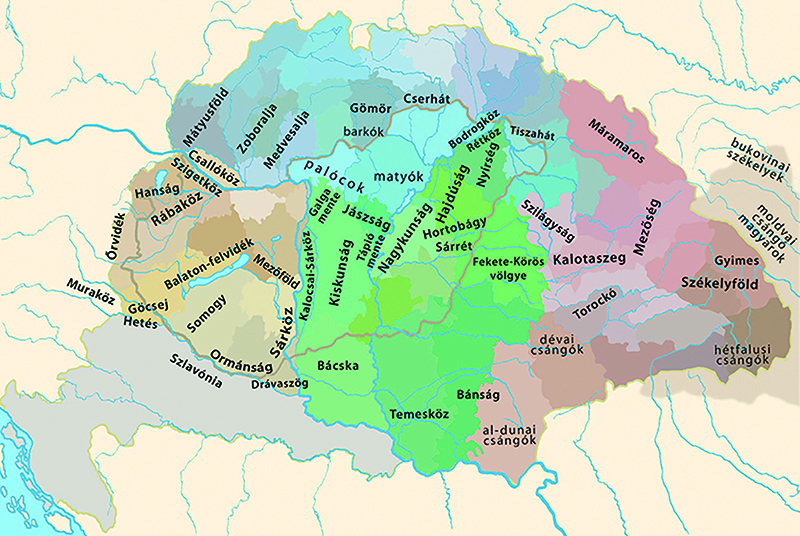 Mátyusföld
Zoboralja
Medvesalja
Gömör
Cserhát
barkók
palócok
matyók
Bodrogköz
Rétköz
Nyírség
Tiszahát
Máramaros
bukovinai
székelyek
moldvai
csángó
magyarok
Csallóköz
Szigetköz
Hanság
Rábaköz
Őrvidék
Galga
mente
Jászság
Tápió
mente
Nagykunság
Hajdúság
Hortobágy
Sárrét
Szilágyság
Mezőség
Kalotaszeg
Gyimes
Székelyföld
Balaton-felvidék
Mezőföld
Kalocsai-Sárköz
Kiskunság
Fekete-Körös
völgye
Muraköz
Göcsej
Hetés
Somogy
Sárköz
Torockó
Ormánság
Szlavónia
Drávaszög
Bácska
dévai
csángók
hétfalusi
csángók
Bánság
Temesköz
al-dunai
csángók